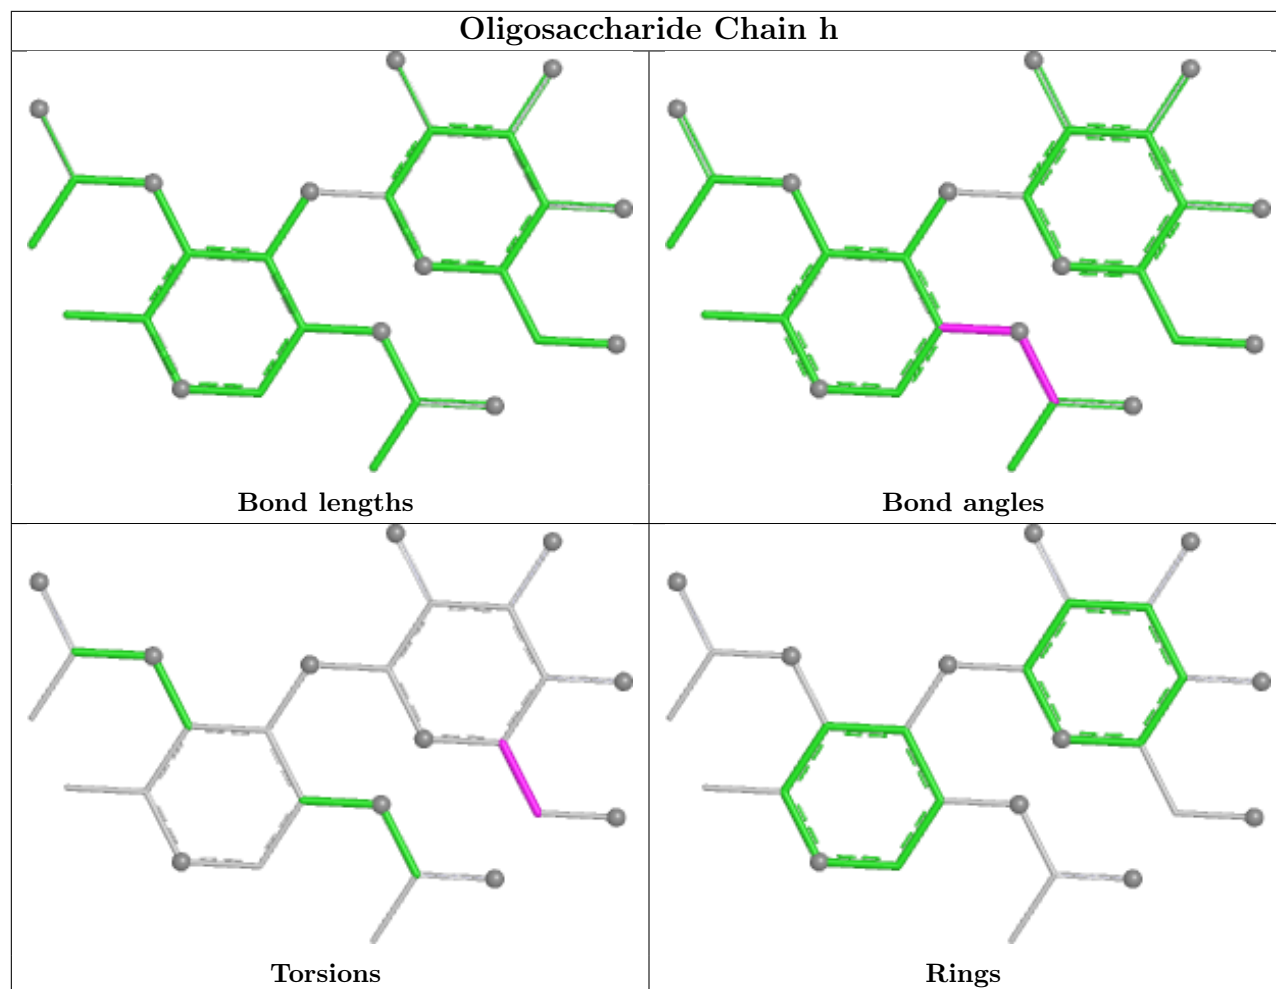 Oligosaccharide Chain h
Bond lengths
Bond angles
Torsions
Rings